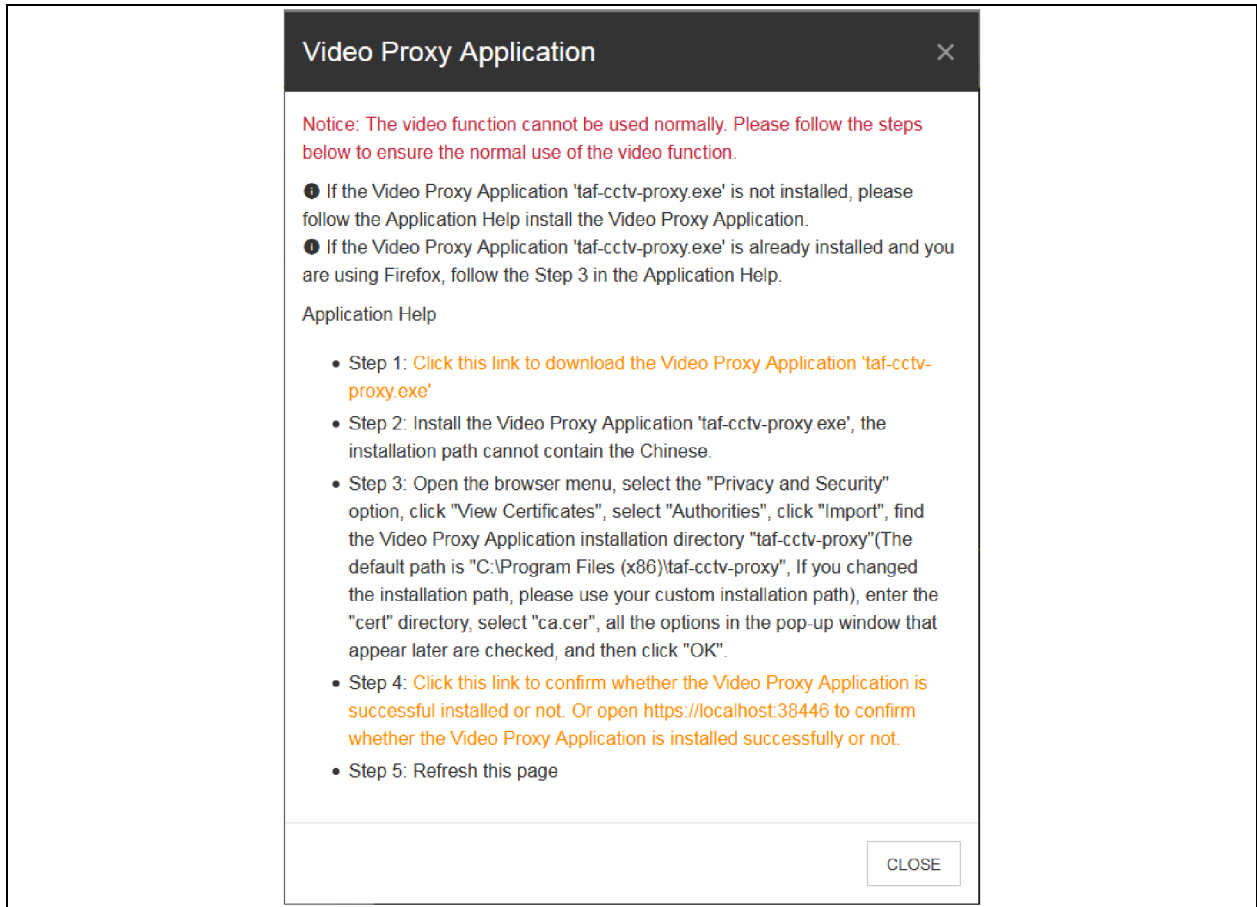 Video Proxy Application
×
Notice: The video function cannot be used normally. Please follow the steps
below to ensure the normal use of the video function.
If the Video Proxy Application 'taf-cctv-proxy.exe' is not installed, please
follow the Application Help install the Video Proxy Application.
If the Video Proxy Application 'taf-cctv-proxy.exe' is already installed and you
are using Firefox, follow the Step 3 in the Application Help.
Application Help
• Step 1: Click this link to download the Video Proxy Application 'taf-cctv-
proxy.exe'
• Step 2: Install the Video Proxy Application 'taf-cctv-proxy.exe', the
installation path cannot contain the Chinese.
• Step 3: Open the browser menu, select the "Privacy and Security"
option, click "View Certificates", select "Authorities", click "Import", find
the Video Proxy Application installation directory "taf-cctv-proxy"(The
default path is "C:\Program Files (x86)\taf-cctv-proxy", If you changed
the installation path, please use your custom installation path), enter the
"cert" directory, select "ca.cer", all the options in the pop-up window that
appear later are checked, and then click "OK".
• Step 4: Click this link to confirm whether the Video Proxy Application is
successful installed or not. Or open https://localhost:38446 to confirm
whether the Video Proxy Application is installed successfully or not.
• Step 5: Refresh this page
CLOSE